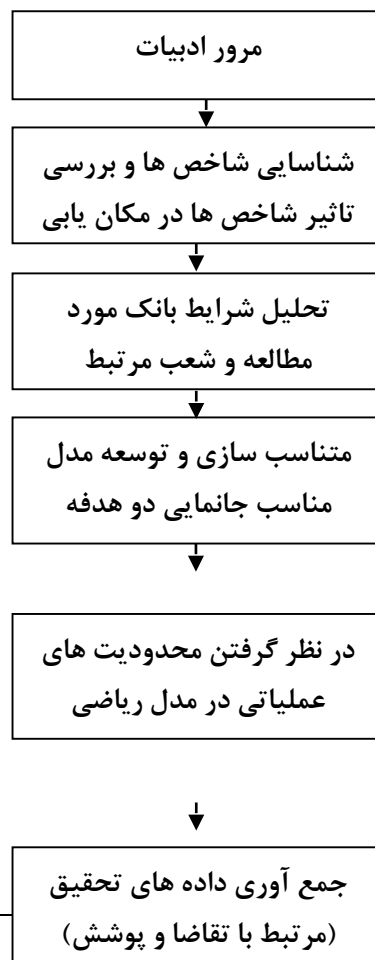 مرور ادبیات
شناسایی شاخص ها و بررسی
تاثیر شاخص ها در مکان یابی
تحلیل شرایط بانک مورد
مطالعه و شعب مرتبط
متناسب سازی و توسعه مدل
مناسب جانمایی دو هدفه
در نظر گرفتن محدودیت های
عملیاتی در مدل ریاضی
جمع آوری داده های تحقیق
(مرتبط با تقاضا و پوشش)